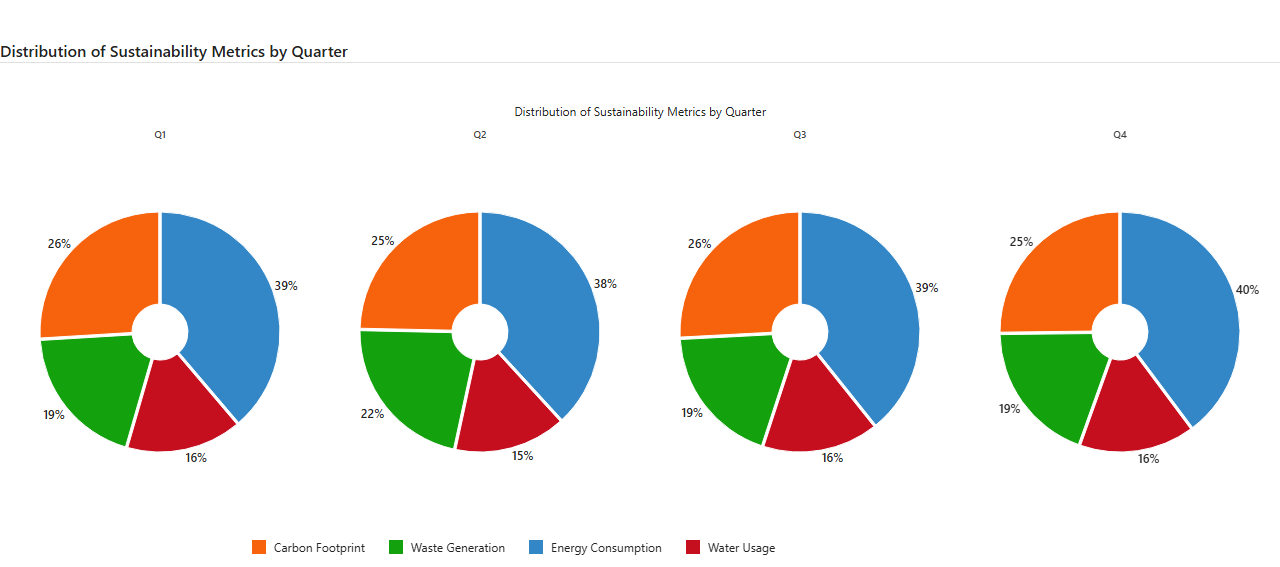 Distribution of Sustainability Metrics by Quarter
Distribution of Sustainability Metrics by Quarter
Q1
26%
39%
19%
16%
Q2
25%
38%
22%
15%
Q3
26%
39%
19%
16%
Q4
25%
40%
19%
16%
Carbon Footprint
Waste Generation
Energy Consumption
Water Usage